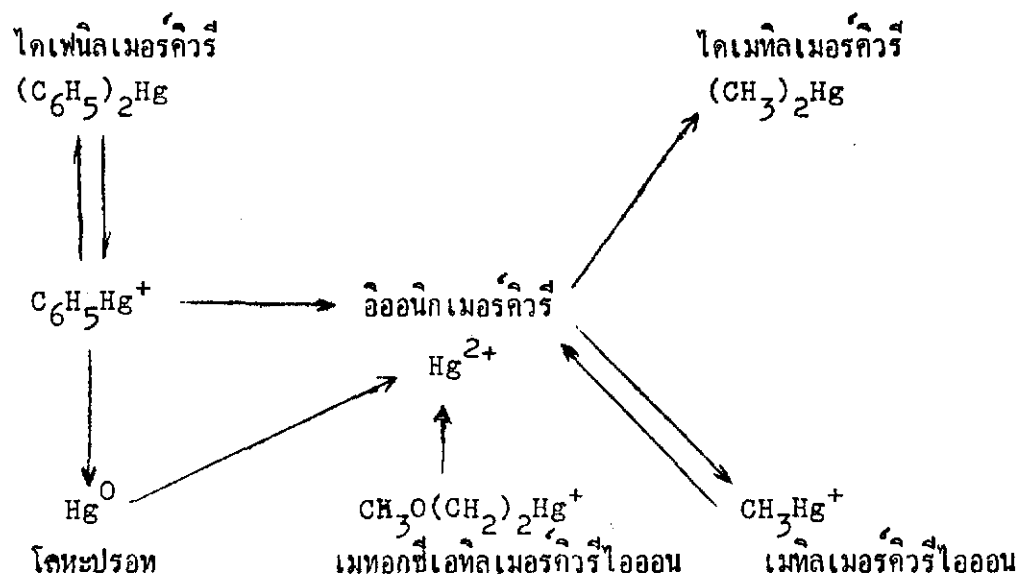 ไดเฟนิลเมอร์คิวรี
(C6H5)2Hg
ไดเมทิลเมอร์คิวรี
(CH3)2Hg
C6H5Hg+
อิออนิกเมอร์คิวรี
Hg2+
Hg0
โลหะปรอท
CH3O(CH2)2Hg+
เมทอกซีเอทิลเมอร์คิวรีไอออน
CH3Hg+
เมทิลเมอร์คิวรีไอออน